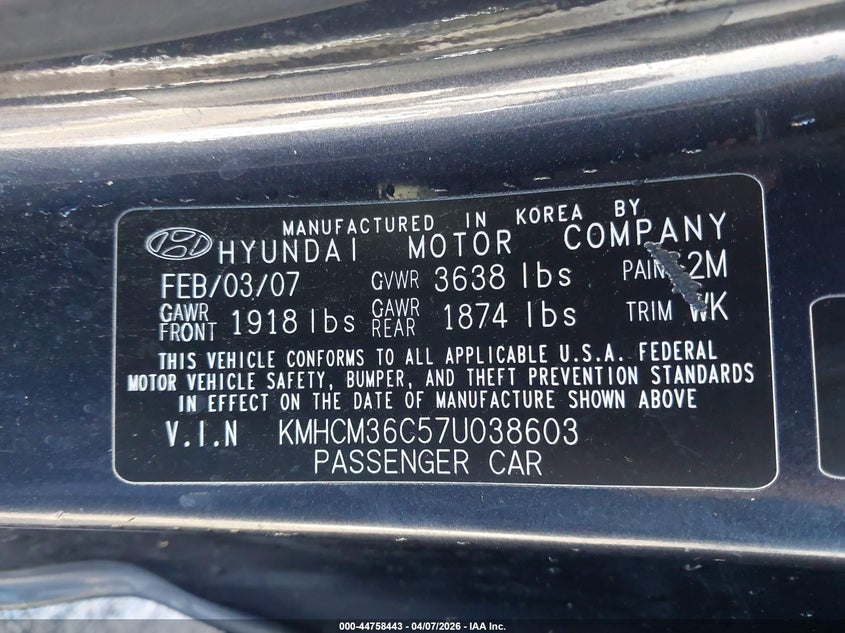 MANUFACTURED IN KOREA BY
HYUNDAI MOTOR COMPANY
FEB/03/07 GVWR 3638 lbs PAINT 2M
GAWR FRONT 1918 lbs GAWR REAR 1874 lbs TRIM WK
THIS VEHICLE CONFORMS TO ALL APPLICABLE U.S.A. FEDERAL
MOTOR VEHICLE SAFETY, BUMPER, AND THEFT PREVENTION STANDARDS
IN EFFECT ON THE DATE OF MANUFACTURE SHOWN ABOVE
V.I.N KMHCM36C57U038603
PASSENGER CAR
000-44758443 - 04/07/2026 - IAA Inc.